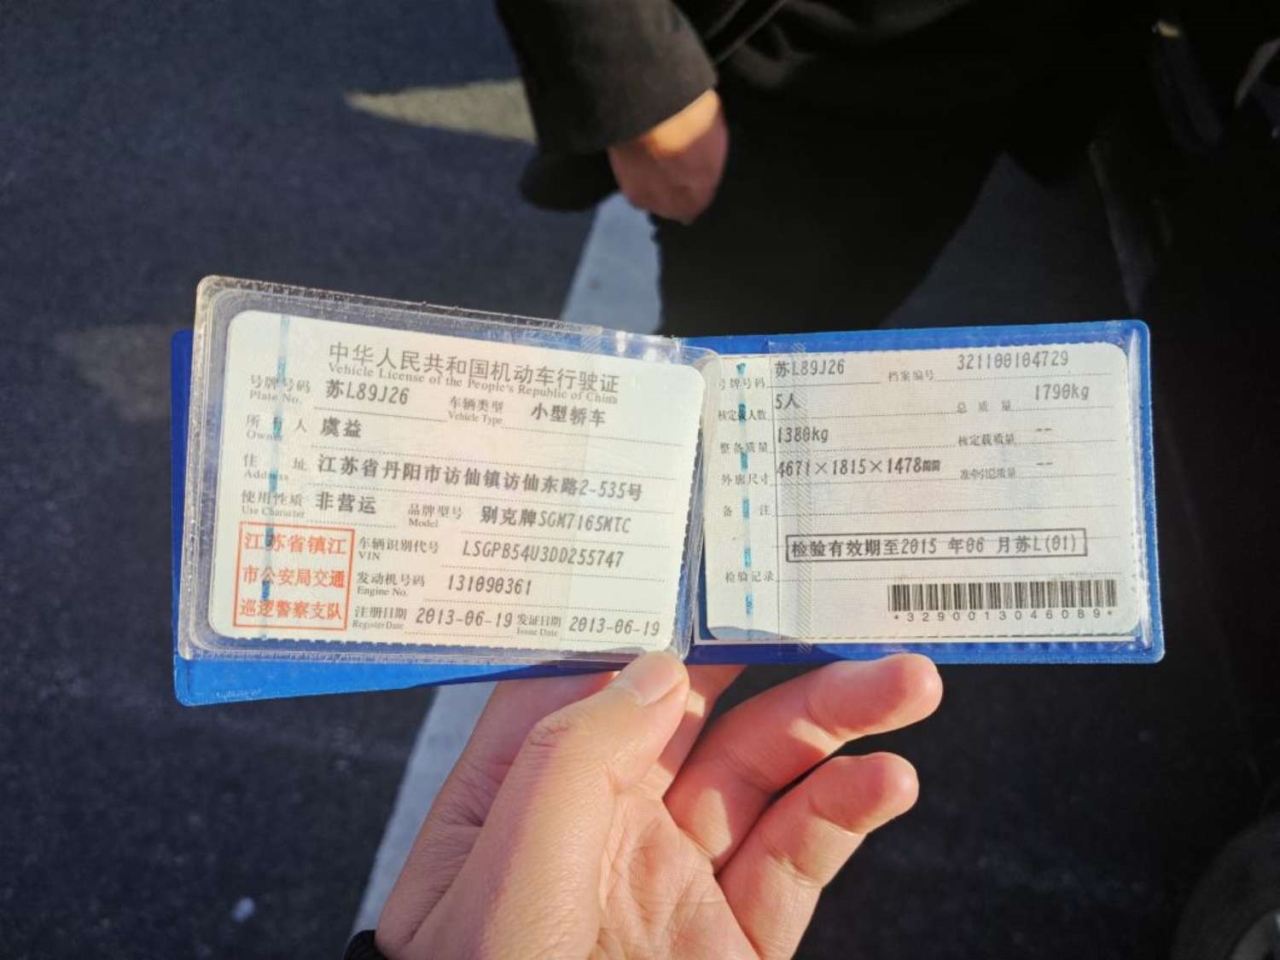 中华人民共和国机动车行驶证
Vehicle License of the People's Republic of China
号牌号码 苏L89J26 车辆类型 小型轿车
Plate No. Vehicle Type
所有人 虞益
Owner
住址 江苏省丹阳市访仙镇访仙东路2-535号
Address
使用性质 非营运 品牌型号 别克牌SGM7165MTC
Use Character Model
江苏省镇江
市公安局交通
巡逻警察支队
车辆识别代号 LSGPB54U3DD255747
VIN
发动机号码 131090361
Engine No.
注册日期 2013-06-19 发证日期 2013-06-19
Register Date Issue Date
号牌号码 苏L89J26 档案编号 321100104729
核定载人数 5人 总质量 1790kg
整备质量 1380kg 核定载质量 --
外廓尺寸 4671×1815×1478 准牵引总质量 --
备注
检验有效期至2015 年06 月苏L(01)
检验记录
*3290013046089*